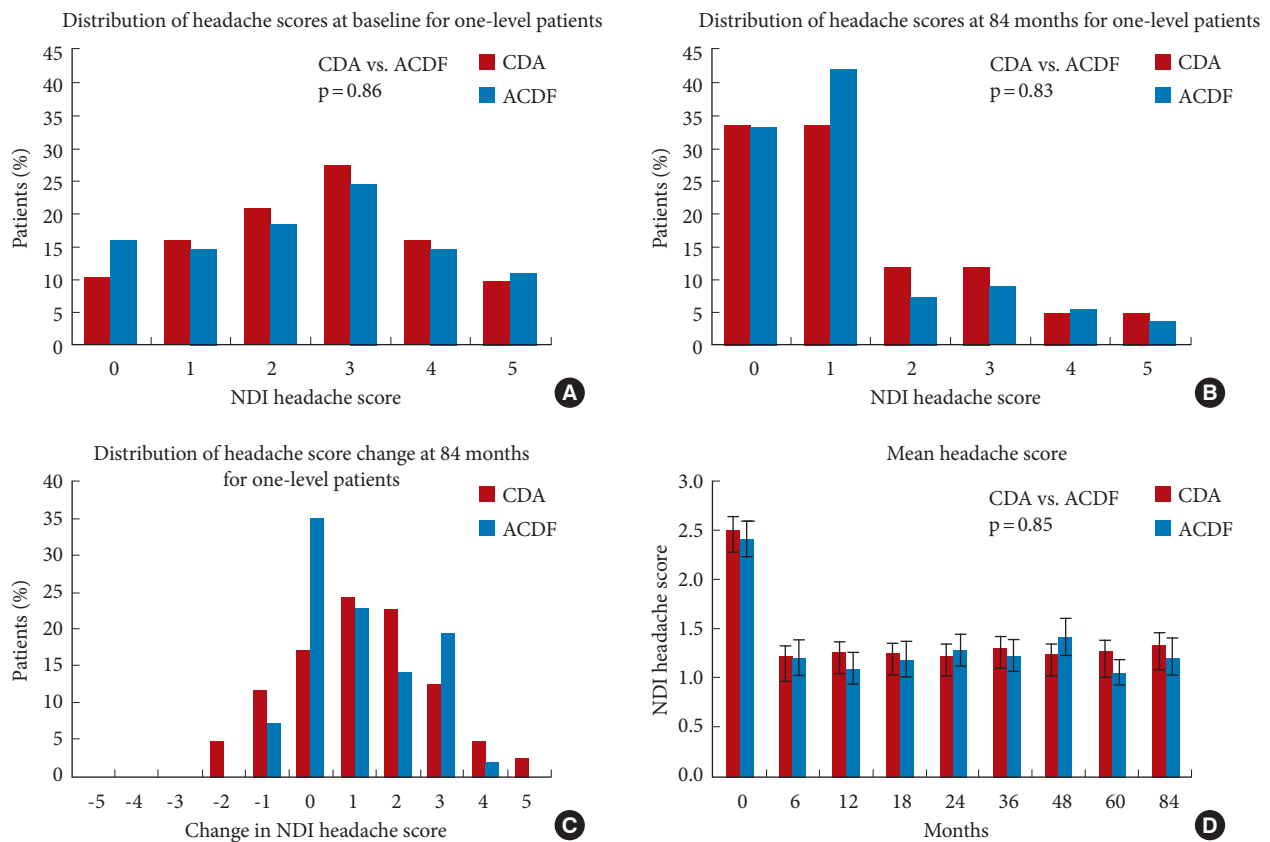 Distribution of headache scores at baseline for one-level patients
45
40
35
30
25
20
15
10
5
0
Patients (%)
CDA vs. ACDF
p = 0.86
CDA
ACDF
0 1 2 3 4 5
NDI headache score
A
Distribution of headache scores at 84 months for one-level patients
45
40
35
30
25
20
15
10
5
0
Patients (%)
CDA vs. ACDF
p = 0.83
CDA
ACDF
0 1 2 3 4 5
NDI headache score
B
Distribution of headache score change at 84 months
for one-level patients
40
35
30
25
20
15
10
5
0
Patients (%)
CDA
ACDF
-5 -4 -3 -2 -1 0 1 2 3 4 5
Change in NDI headache score
C
Mean headache score
3.0
2.5
2.0
1.5
1.0
0.5
0.0
NDI headache score
CDA vs. ACDF
p = 0.85
CDA
ACDF
0 6 12 18 24 36 48 60 84
Months
D